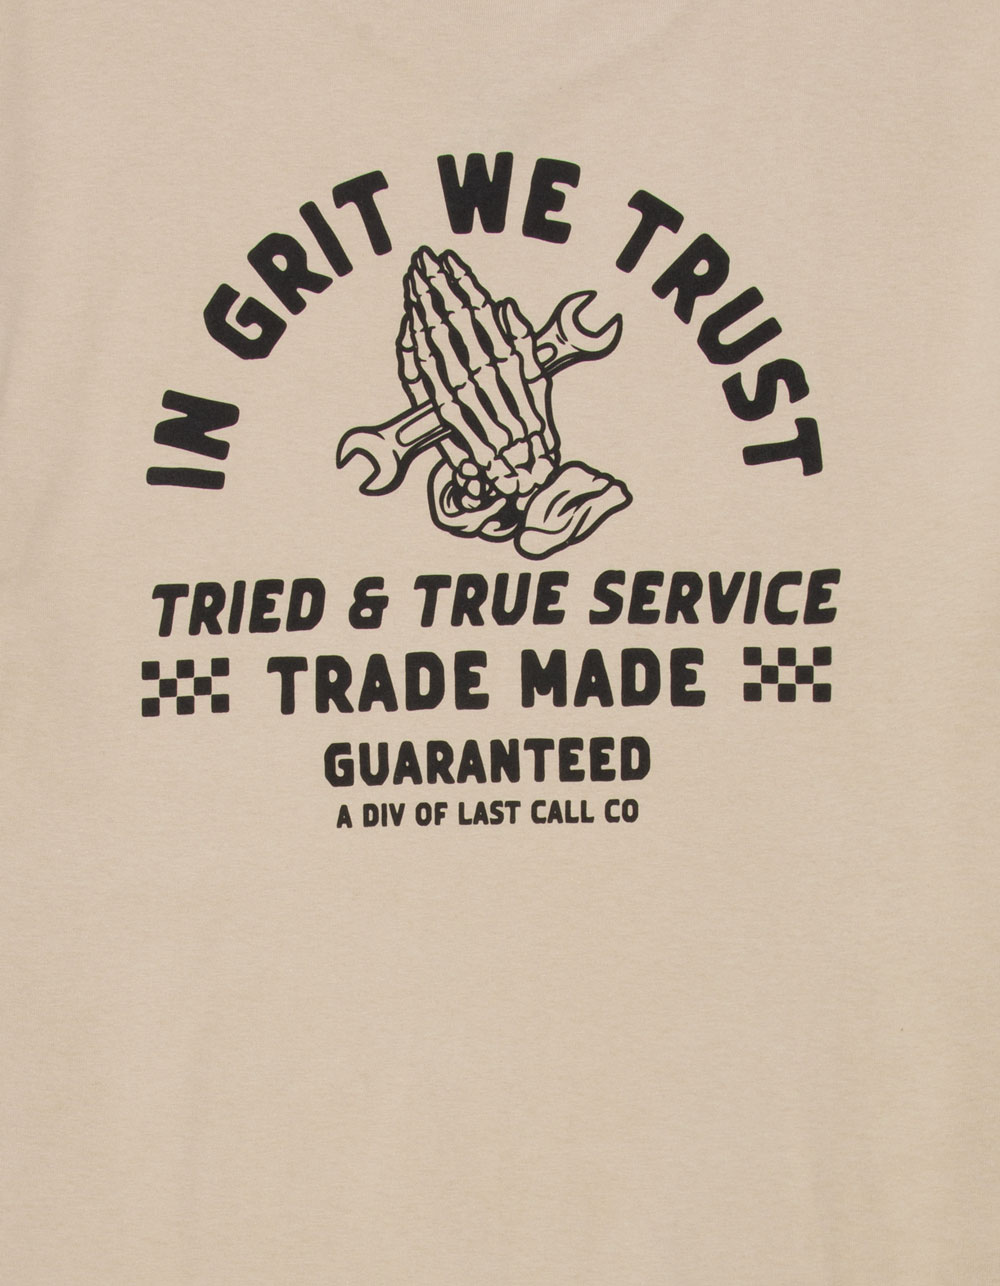 IN GRIT WE TRUST
TRIED & TRUE SERVICE
TRADE MADE
GUARANTEED
A DIV OF LAST CALL CO